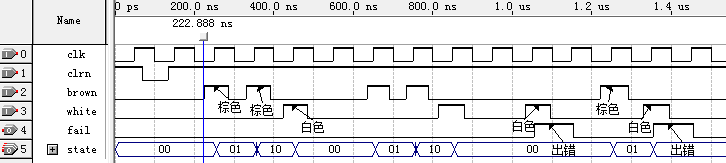 Name
0 ps 200.0 ns 400.0 ns 600.0 ns 800.0 ns 1.0 us 1.2 us 1.4 us
222.888 ns
0 clk
1 clrn
2 brown
棕色 棕色 棕色
3 white
白色 白色 白色
4 fail
5 state 00 01 10 00 01 10 00 出错 01 出错